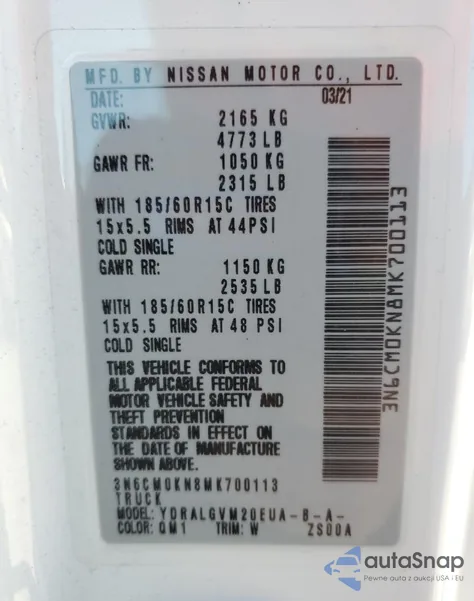 MFD. BY NISSAN MOTOR CO., LTD.
DATE: 03/21
GVWR: 2165 KG
4773 LB
GAWR FR: 1050 KG
2315 LB
WITH 185/60R15C TIRES
15x5.5 RIMS AT 44PSI
COLD SINGLE
GAWR RR: 1150 KG
2535 LB
WITH 185/60R15C TIRES
15x5.5 RIMS AT 48 PSI
COLD SINGLE
THIS VEHICLE CONFORMS TO
ALL APPLICABLE FEDERAL
MOTOR VEHICLE SAFETY AND
THEFT PREVENTION
STANDARDS IN EFFECT ON
THE DATE OF MANUFACTURE
SHOWN ABOVE.
3N6CM0KN8MK700113
TRUCK
MODEL: YDRALGVM20EUA-B-A-
COLOR: QM1 TRIM: W ZS00A
3N6CM0KN8MK700113
autoSnap
Pewne auto z aukcji USA i EU